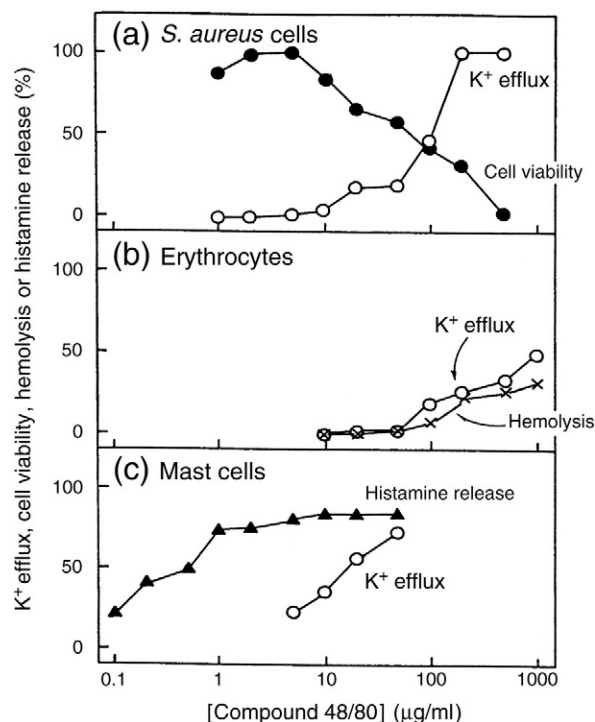 K⁺ efflux, cell viability, hemolysis or histamine release (%)
(a) S. aureus cells
100
50
0
K⁺ efflux
Cell viability
(b) Erythrocytes
100
50
0
K⁺ efflux
Hemolysis
(c) Mast cells
100
50
0
Histamine release
K⁺ efflux
0.1 1 10 100 1000
[Compound 48/80] (μg/ml)